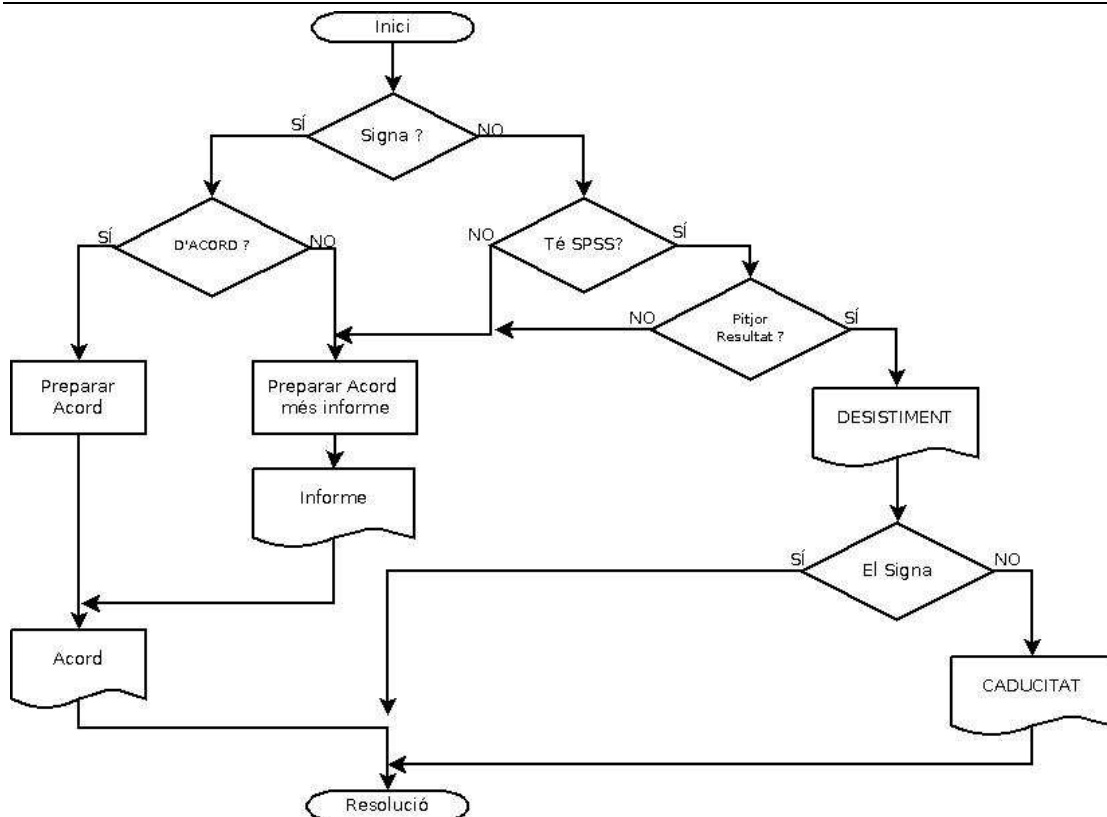 Inici
SÍ
Signa ?
NO
SÍ
D'ACORD ?
NO
NO
Té SPSS?
SÍ
NO
Pitjor
Resultat ?
SÍ
Preparar
Acord
Preparar Acord
més informe
DESISTIMENT
Informe
SÍ
El Signa
NO
Acord
CADUCITAT
Resolució